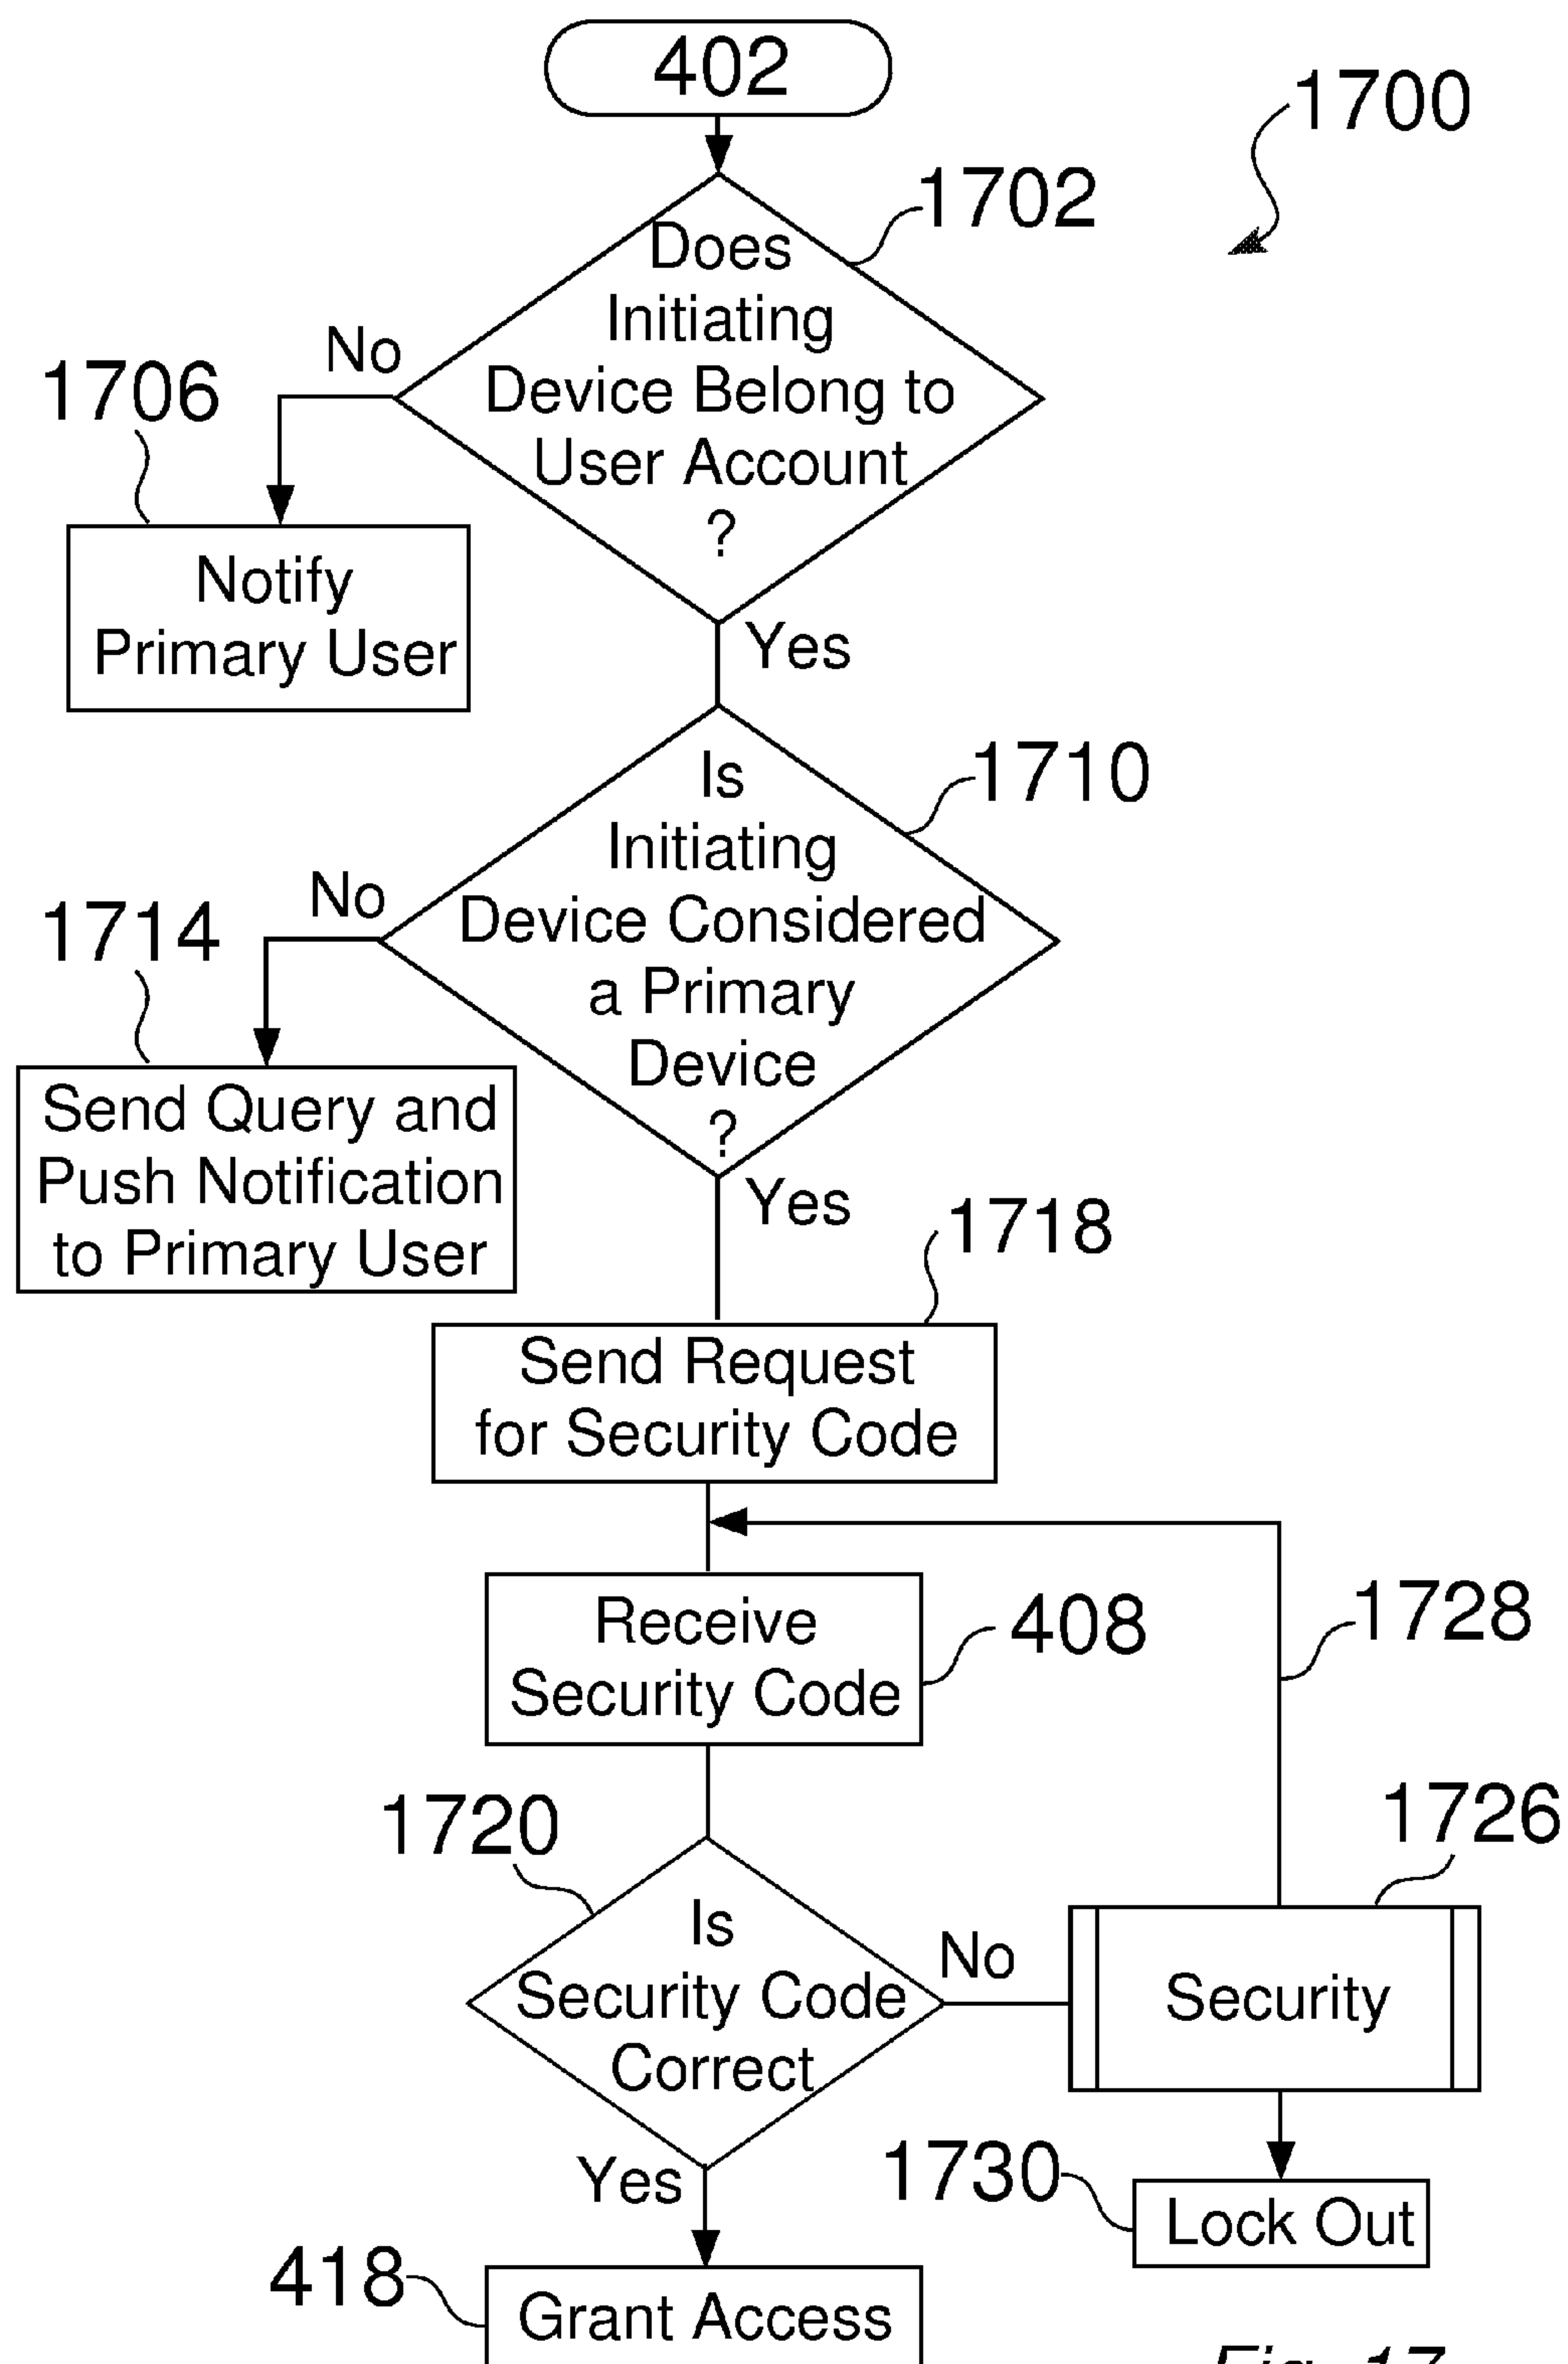 402
1700
1702
Does
Initiating
Device Belong to
User Account
?
No
1706
Notify
Primary User
Yes
1710
Is
Initiating
Device Considered
a Primary
Device
?
No
1714
Send Query and
Push Notification
to Primary User
Yes
1718
Send Request
for Security Code
Receive
Security Code
408
1728
1720
1726
Is
Security Code
Correct
No
Security
Yes
1730
Lock Out
418
Grant Access
Fig. 17